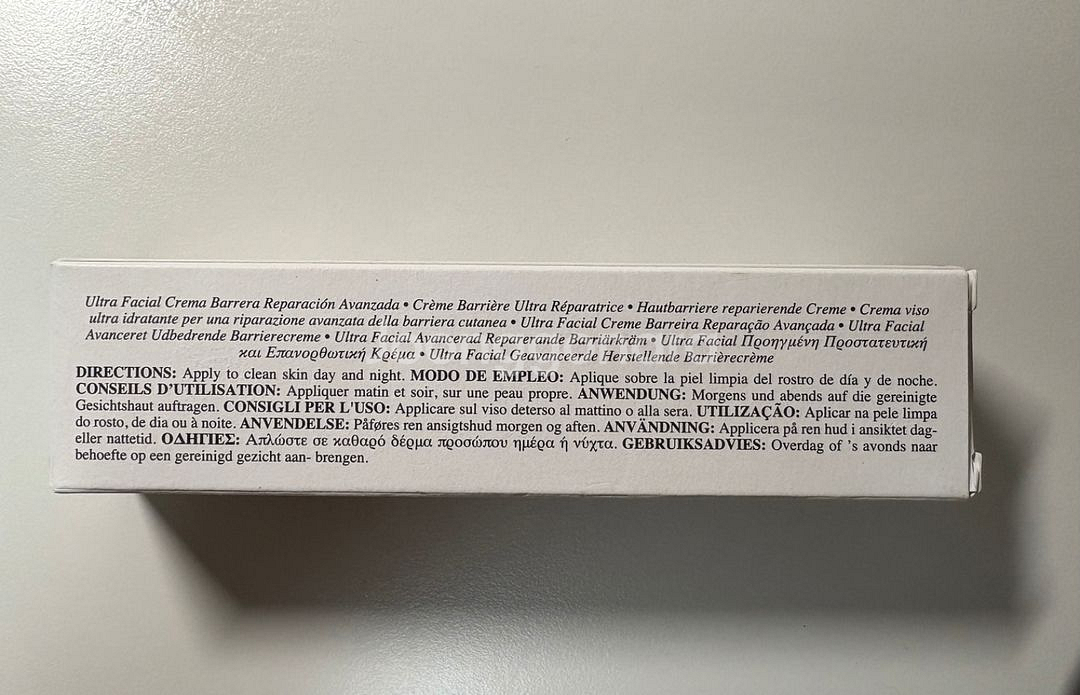 Ultra Facial Crema Barrera Reparación Avanzada • Crème Barrière Ultra Réparatrice • Hautbarriere reparierende Creme • Crema viso
ultra idratante per una riparazione avanzata della barriera cutanea • Ultra Facial Creme Barreira Reparação Avançada • Ultra Facial
Avanceret Udbedrende Barrierecreme • Ultra Facial Avancerad Reparerande Barriärkräm • Ultra Facial Προηγμένη Προστατευτική
και Επανορθωτική Κρέμα • Ultra Facial Geavanceerde Herstellende Barrièrecrème
DIRECTIONS: Apply to clean skin day and night. MODO DE EMPLEO: Aplique sobre la piel limpia del rostro de día y de noche.
CONSEILS D'UTILISATION: Appliquer matin et soir, sur une peau propre. ANWENDUNG: Morgens und abends auf die gereinigte
Gesichtshaut auftragen. CONSIGLI PER L'USO: Applicare sul viso deterso al mattino o alla sera. UTILIZAÇÃO: Aplicar na pele limpa
do rosto, de dia ou à noite. ANVENDELSE: Påføres ren ansigtshud morgen og aften. ANVÄNDNING: Applicera på ren hud i ansiktet dag-
eller nattetid. ΟΔΗΓΙΕΣ: Απλώστε σε καθαρό δέρμα προσώπου ημέρα ή νύχτα. GEBRUIKSADVIES: Overdag of 's avonds naar
behoefte op een gereinigd gezicht aan- brengen.